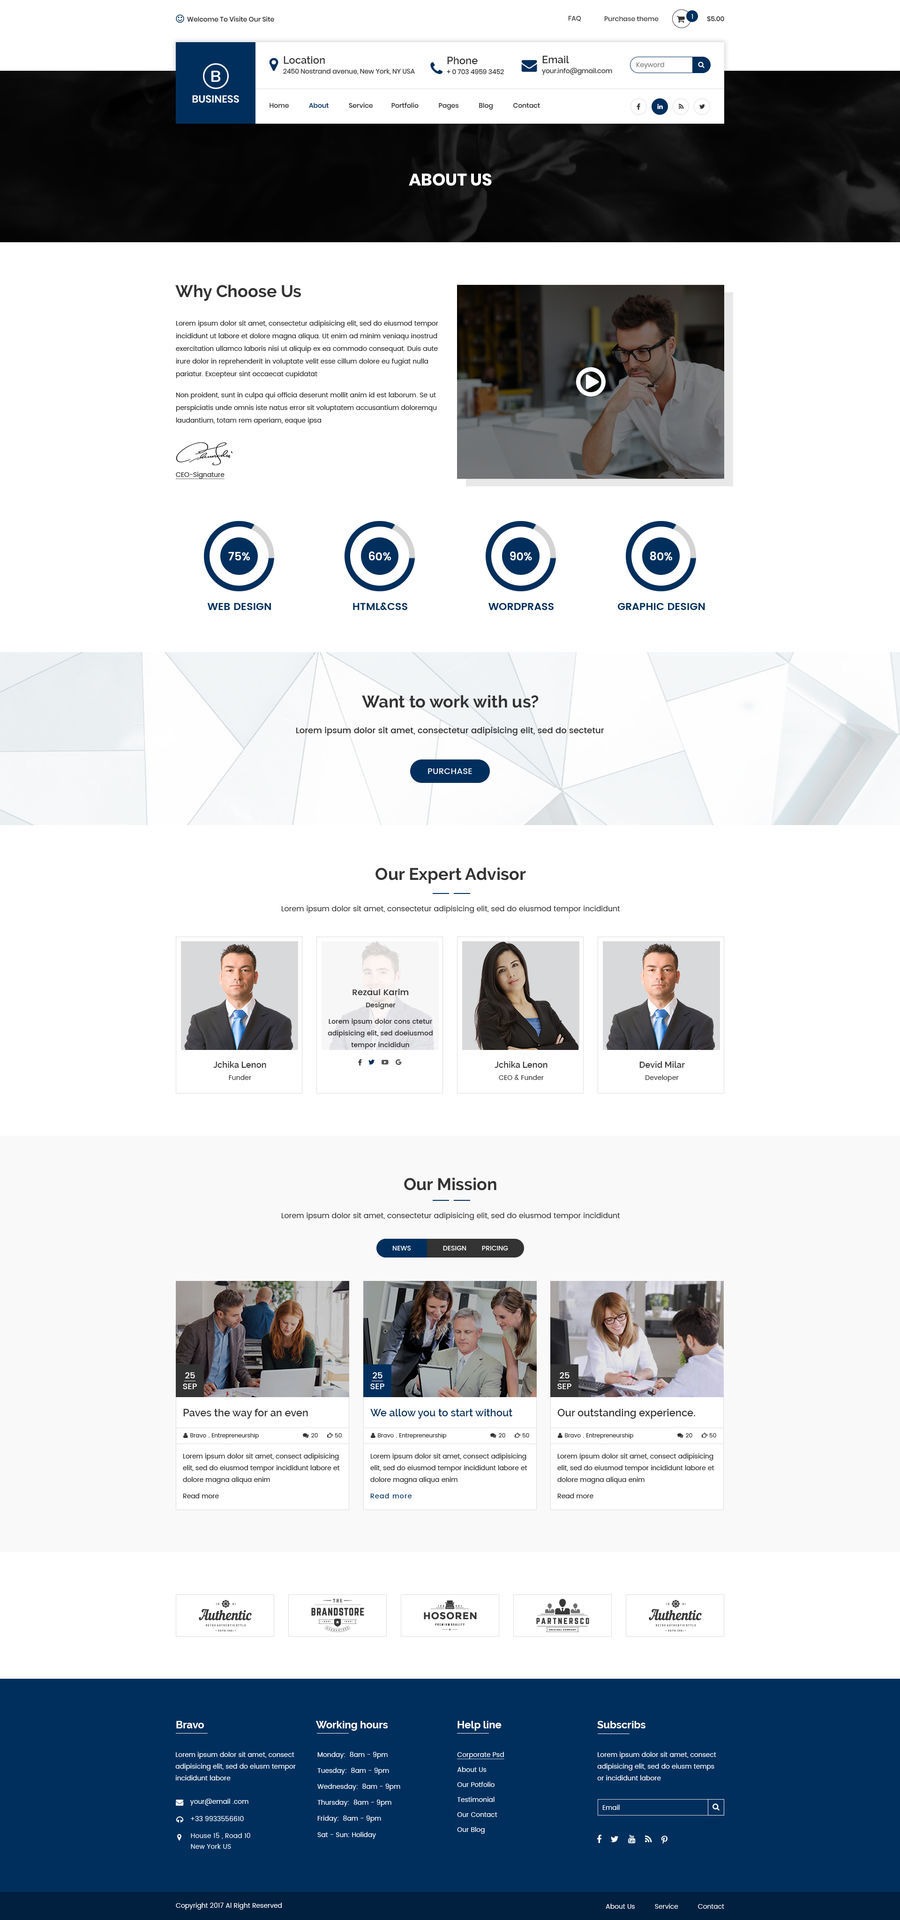 Welcome To Visite Our Site
FAQ
Purchase theme
1
$5.00
B
BUSINESS
Location
2450 Nostrand avenue, New York, NY USA
Phone
+ 0 703 4959 3452
Email
your.info@gmail.com
Keyword
Home
About
Service
Portfolio
Pages
Blog
Contact
ABOUT US
Why Choose Us
Lorem ipsum dolor sit amet, consectetur adipisicing elit, sed do eiusmod tempor
incididunt ut labore et dolore magna aliqua. Ut enim ad minim veniaqu inostrud
exercitation ullamco laboris nisi ut aliquip ex ea commodo consequat. Duis aute
irure dolor in reprehenderit in voluptate velit esse cillum dolore eu fugiat nulla
pariatur. Excepteur sint occaecat cupidatat
Non proident, sunt in culpa qui officia deserunt mollit anim id est laborum. Se ut
perspiciatis unde omnis iste natus error sit voluptatem accusantium doloremqu
laudantium, totam rem aperiam, eaque ipsa
CEO-Signature
75%
60%
90%
80%
WEB DESIGN
HTML&CSS
WORDPRASS
GRAPHIC DESIGN
Want to work with us?
Lorem ipsum dolor sit amet, consectetur adipisicing elit, sed do sectetur
PURCHASE
Our Expert Advisor
Lorem ipsum dolor sit amet, consectetur adipisicing elit, sed do eiusmod tempor incididunt
Jchika Lenon
Funder
Rezaul Karim
Designer
Lorem ipsum dolor cons ctetur
adipisicing elit, sed doeiusmod
tempor incididun
Jchika Lenon
CEO & Funder
Devid Milar
Developer
Our Mission
Lorem ipsum dolor sit amet, consectetur adipisicing elit, sed do eiusmod tempor incididunt
NEWS
DESIGN
PRICING
25
SEP
Paves the way for an even
Bravo , Entrepreneurship
20
50
Lorem ipsum dolor sit amet, consect adipisicing
elit, sed do eiusmod tempor incididunt labore et
dolore magna aliqua enim
Read more
25
SEP
We allow you to start without
Bravo , Entrepreneurship
20
50
Lorem ipsum dolor sit amet, consect adipisicing
elit, sed do eiusmod tempor incididunt labore et
dolore magna aliqua enim
Read more
25
SEP
Our outstanding experience.
Bravo , Entrepreneurship
20
50
Lorem ipsum dolor sit amet, consect adipisicing
elit, sed do eiusmod tempor incididunt labore et
dolore magna aliqua enim
Read more
Authentic
THE
BRANDSTORE
HOSOREN
PREMIUM QUALITY
PARTNERSCO
Authentic
Bravo
Lorem ipsum dolor sit amet, consect
adipisicing elit, sed do eiusm tempor
incididunt labore
your@email .com
+33 9933556610
House 15 , Road 10
New York US
Working hours
Monday: 8am - 9pm
Tuesday: 8am - 9pm
Wednesday: 8am - 9pm
Thursday: 8am - 9pm
Friday: 8am - 9pm
Sat - Sun: Holiday
Help line
Corporate Psd
About Us
Our Potfolio
Testimonial
Our Contact
Our Blog
Subscribs
Lorem ipsum dolor sit amet, consect
adipisicing elit, sed do eiusm temps
or incididunt labore
Email
Copyright 2017 Al Right Reserved
About Us
Service
Contact